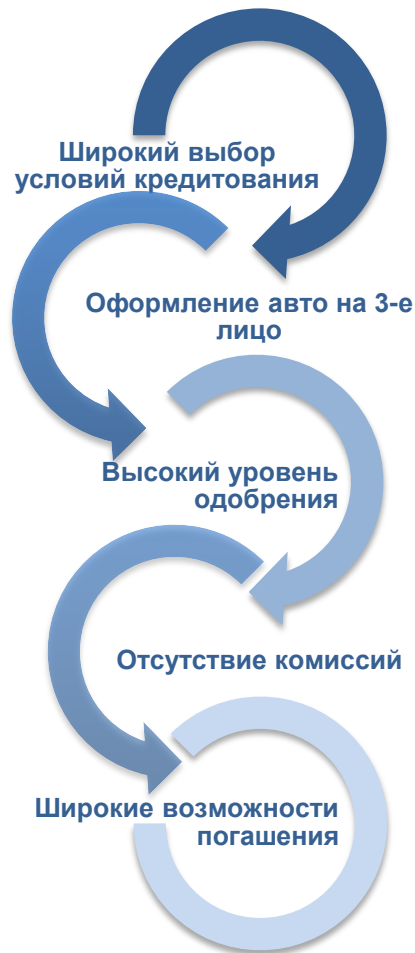 Широкий выбор
условий кредитования
Оформление авто на 3-е
лицо
Высокий уровень
одобрения
Отсутствие комиссий
Широкие возможности
погашения